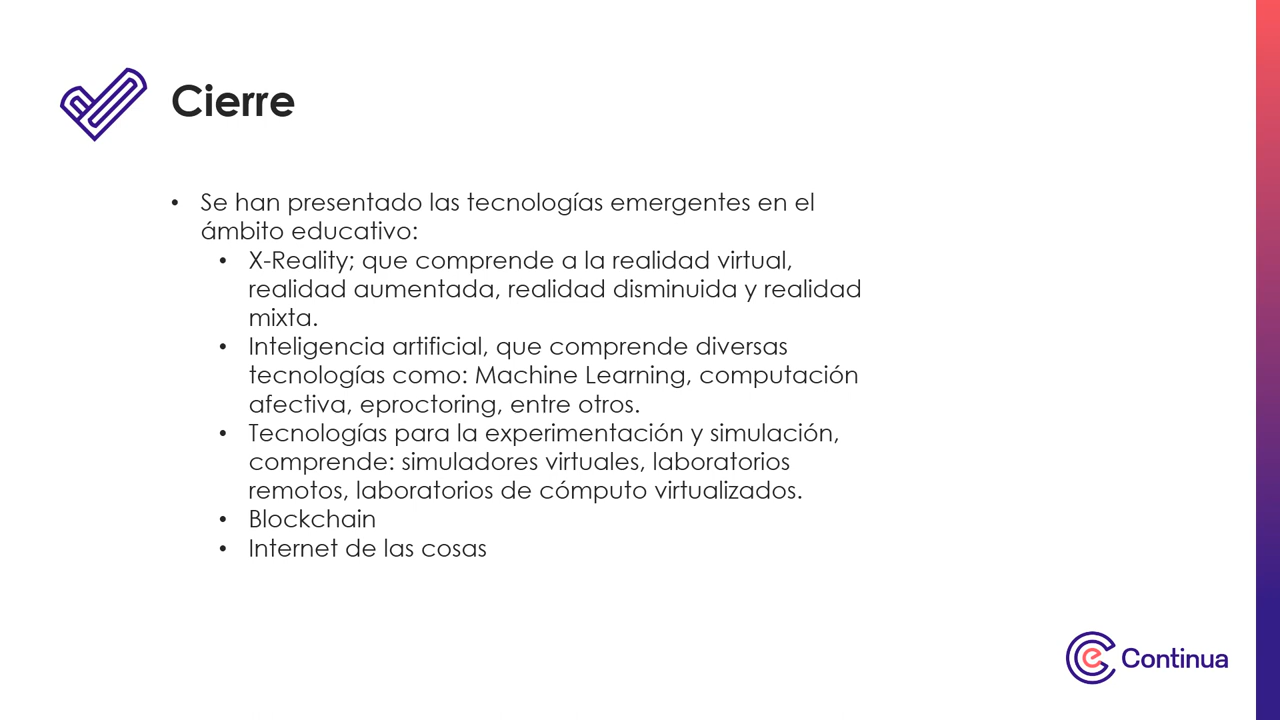 Cierre
• Se han presentado las tecnologías emergentes en el
ámbito educativo:
• X-Reality; que comprende a la realidad virtual,
realidad aumentada, realidad disminuida y realidad
mixta.
• Inteligencia artificial, que comprende diversas
tecnologías como: Machine Learning, computación
afectiva, eproctoring, entre otros.
• Tecnologías para la experimentación y simulación,
comprende: simuladores virtuales, laboratorios
remotos, laboratorios de cómputo virtualizados.
• Blockchain
• Internet de las cosas
e Continua